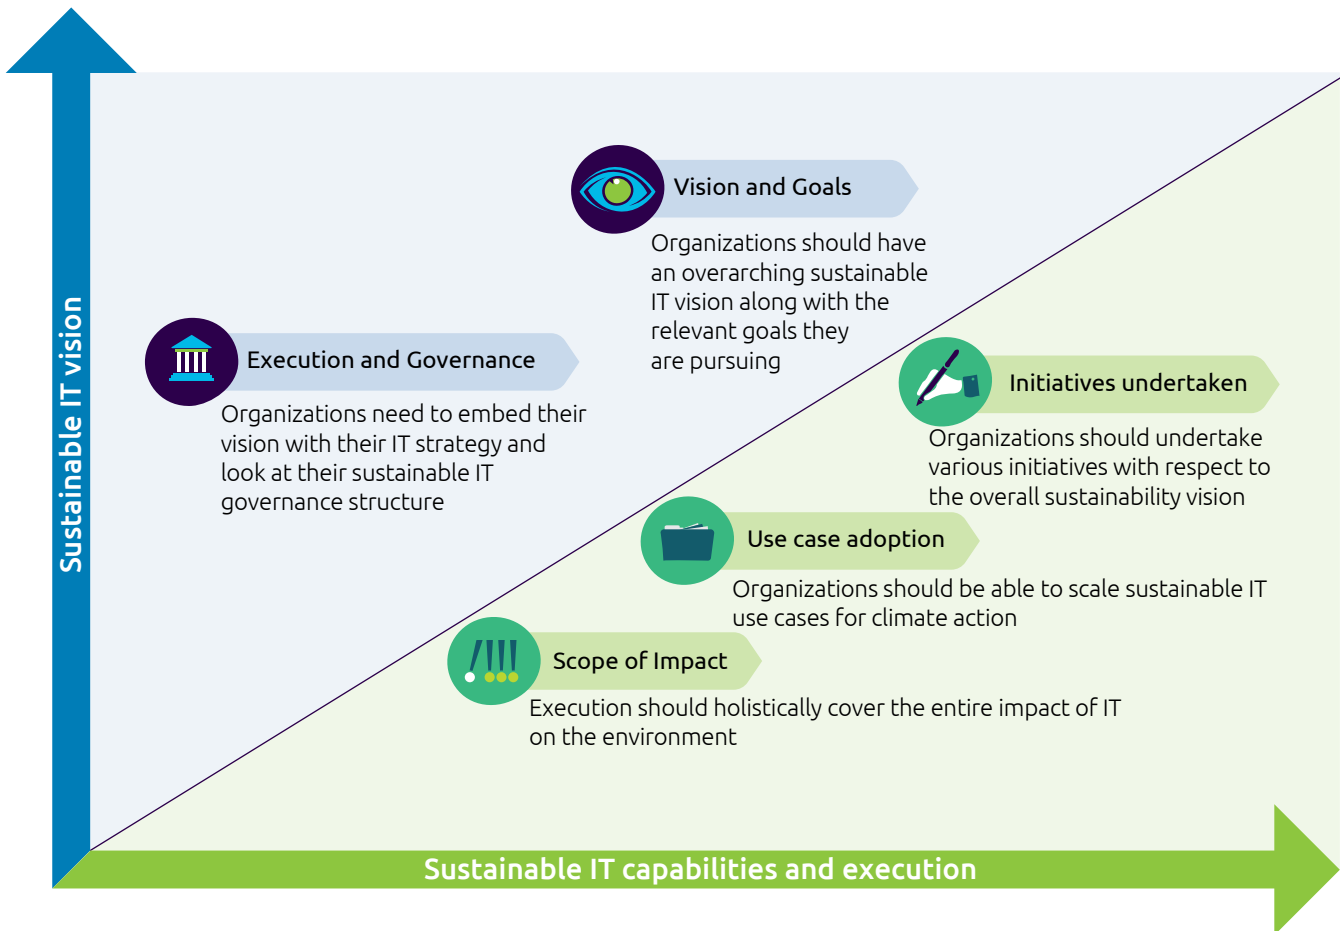 Sustainable IT vision
Vision and Goals
Organizations should have
an overarching sustainable
IT vision along with the
relevant goals they
are pursuing
Execution and Governance
Organizations need to embed their
vision with their IT strategy and
look at their sustainable IT
governance structure
Initiatives undertaken
Organizations should undertake
various initiatives with respect to
the overall sustainability vision
Use case adoption
Organizations should be able to scale sustainable IT
use cases for climate action
Scope of Impact
Execution should holistically cover the entire impact of IT
on the environment
Sustainable IT capabilities and execution